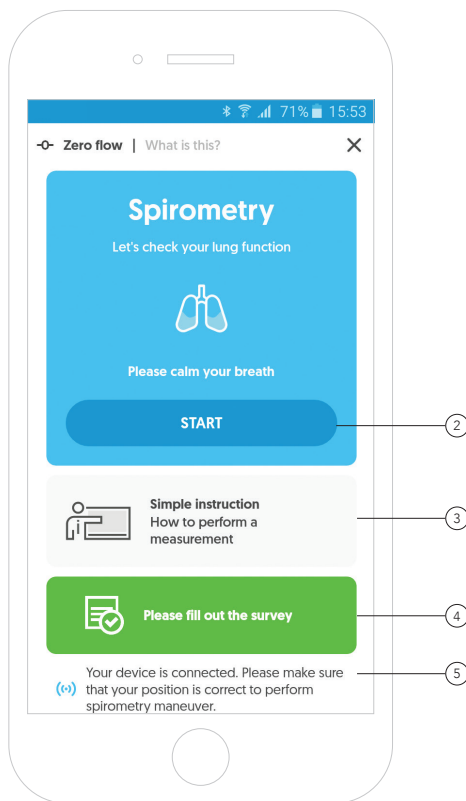 71% 15:53
Zero flow | What is this?
Spirometry
Let's check your lung function
Please calm your breath
START
2
Simple instruction
How to perform a
measurement
3
Please fill out the survey
4
Your device is connected. Please make sure
that your position is correct to perform
spirometry maneuver.
5